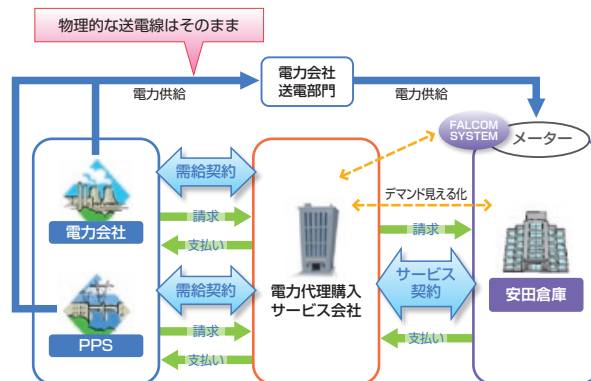 物理的な送電線はそのまま
電力会社
送電部門
電力供給
電力供給
FALCOM
SYSTEM
メーター
需給契約
デマンド見える化
請求
請求
電力会社
支払い
需給契約
サービス
契約
電力代理購入
サービス会社
安田倉庫
請求
PPS
支払い
支払い